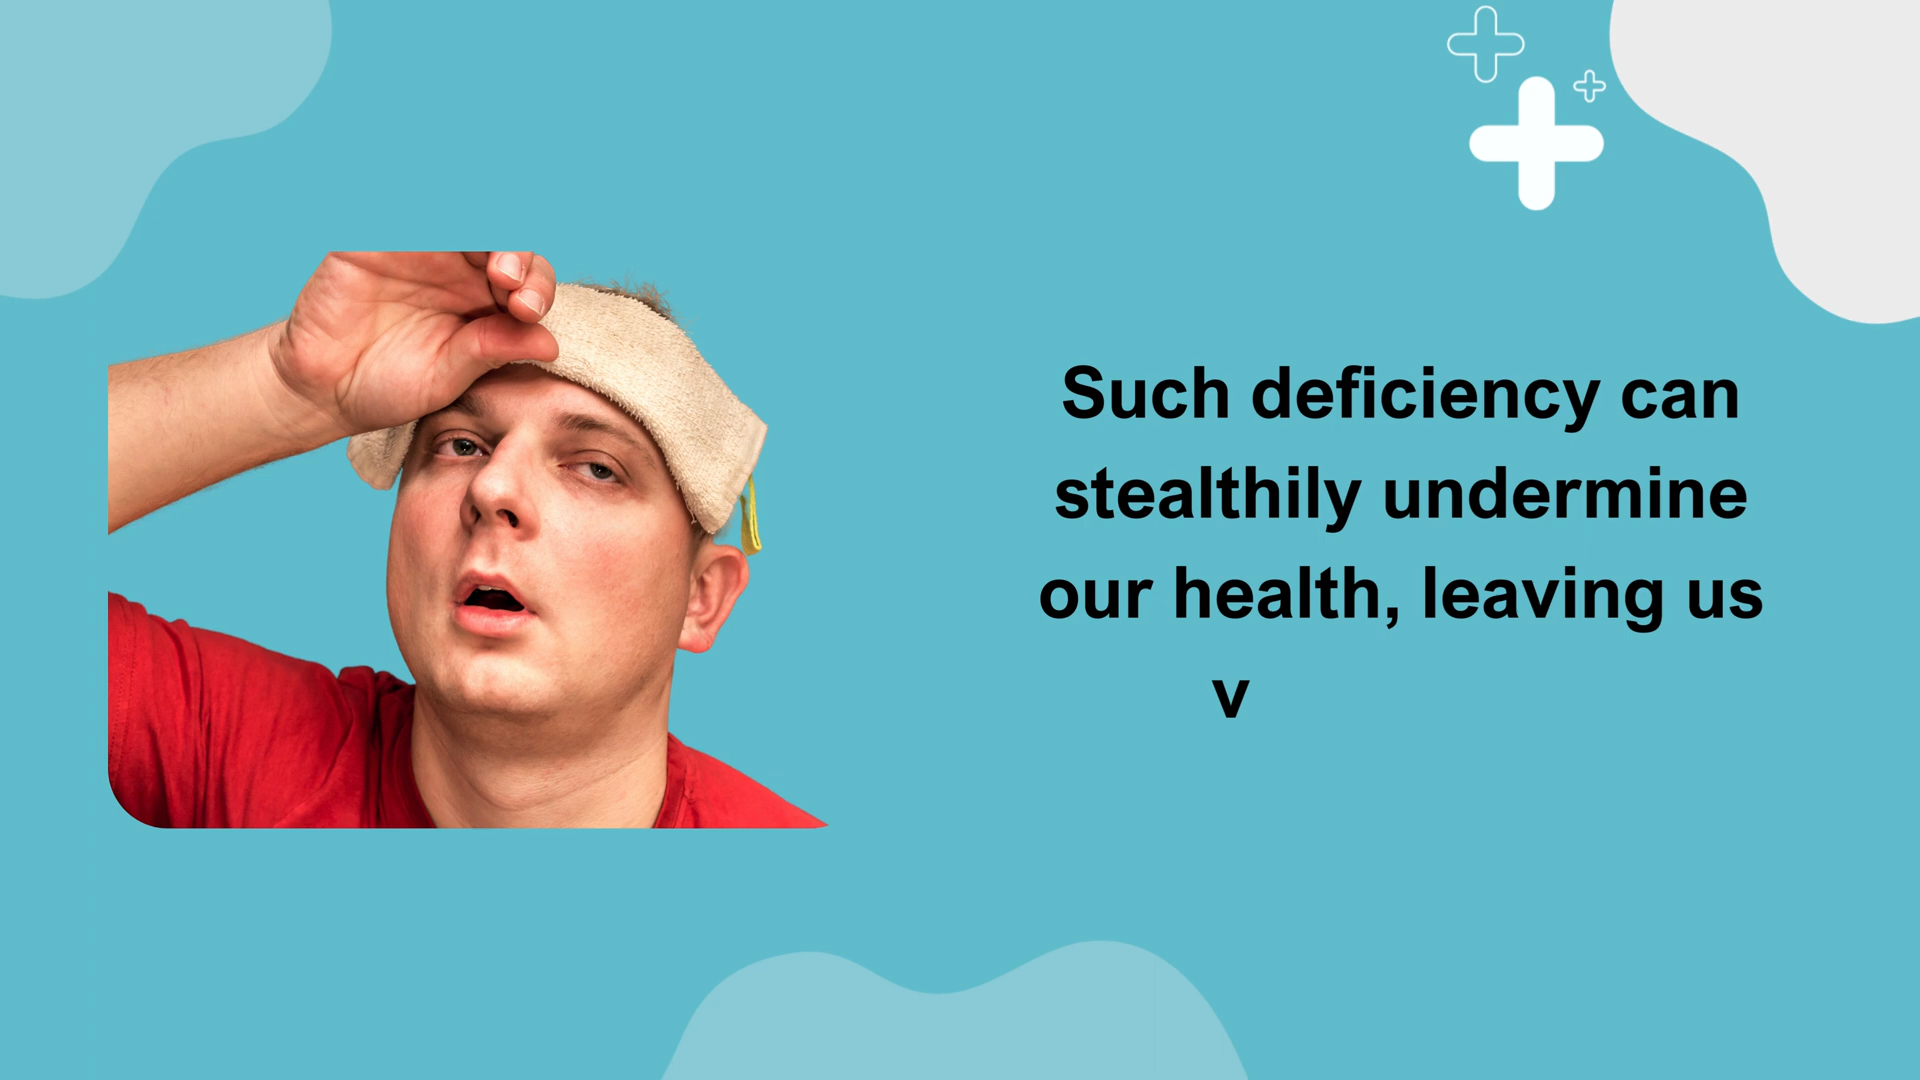 Such deficiency can
stealthily undermine
our health, leaving us
v